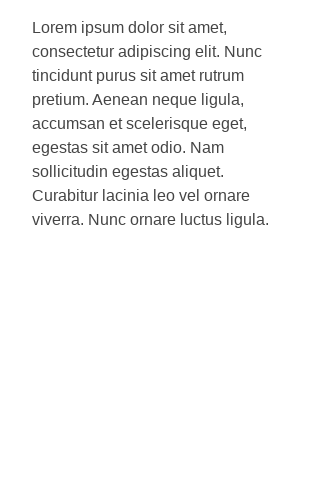 Lorem ipsum dolor sit amet,
consectetur adipiscing elit. Nunc
tincidunt purus sit amet rutrum
pretium. Aenean neque ligula,
accumsan et scelerisque eget,
egestas sit amet odio. Nam
sollicitudin egestas aliquet.
Curabitur lacinia leo vel ornare
viverra. Nunc ornare luctus ligula.